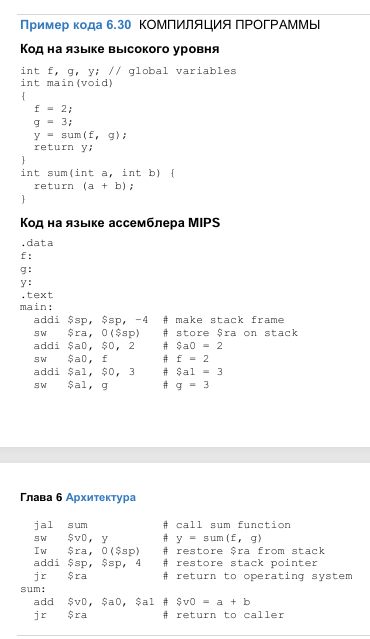 Пример кода 6.30 КОМПИЛЯЦИЯ ПРОГРАММЫ
Код на языке высокого уровня
int f, g, y; // global variables
int main(void)
{
f = 2;
g = 3;
y = sum(f, g);
return y;
}
int sum(int a, int b) {
return (a + b);
}
Код на языке ассемблера MIPS
.data
f:
g:
y:
.text
main:
addi $sp, $sp, −4 # make stack frame
sw $ra, 0($sp) # store $ra on stack
addi $a0, $0, 2 # $a0 = 2
sw $a0, f # f = 2
addi $a1, $0, 3 # $a1 = 3
sw $a1, g # g = 3
Глава 6 Архитектура
jal sum # call sum function
sw $v0, y # y = sum(f, g)
Iw $ra, 0($sp) # restore $ra from stack
addi $sp, $sp, 4 # restore stack pointer
jr $ra # return to operating system
sum:
add $v0, $a0, $a1 # $v0 = a + b
jr $ra # return to caller